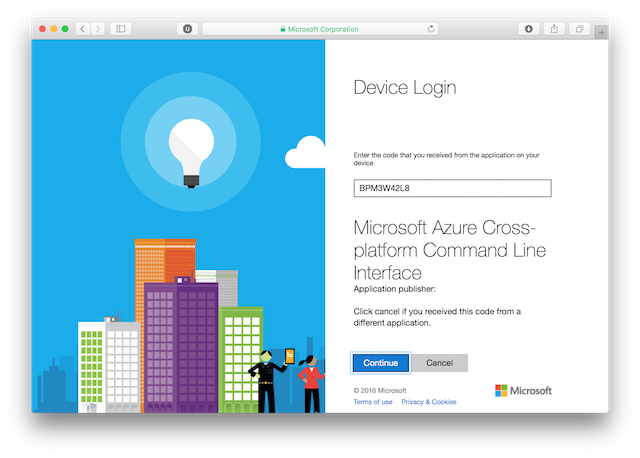 Microsoft Corporation
Device Login
Enter the code that you received from the application on your
device
BPM3W42L8
Microsoft Azure Cross-
platform Command Line
Interface
Application publisher:
Click cancel if you received this code from a
different application.
Continue Cancel
© 2016 Microsoft
Microsoft
Terms of use Privacy & Cookies